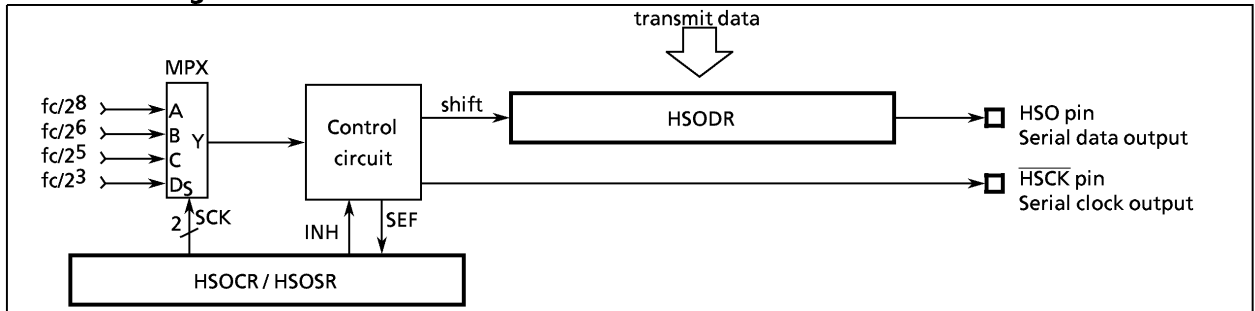 transmit data
MPX
fc/2⁸
A
fc/2⁶
B
Y
fc/2⁵
C
fc/2³
D
S
Control
circuit
shift
HSODR
HSO pin
Serial data output
H̅S̅C̅K̅ pin
Serial clock output
2
SCK
INH
SEF
HSOCR / HSOSR